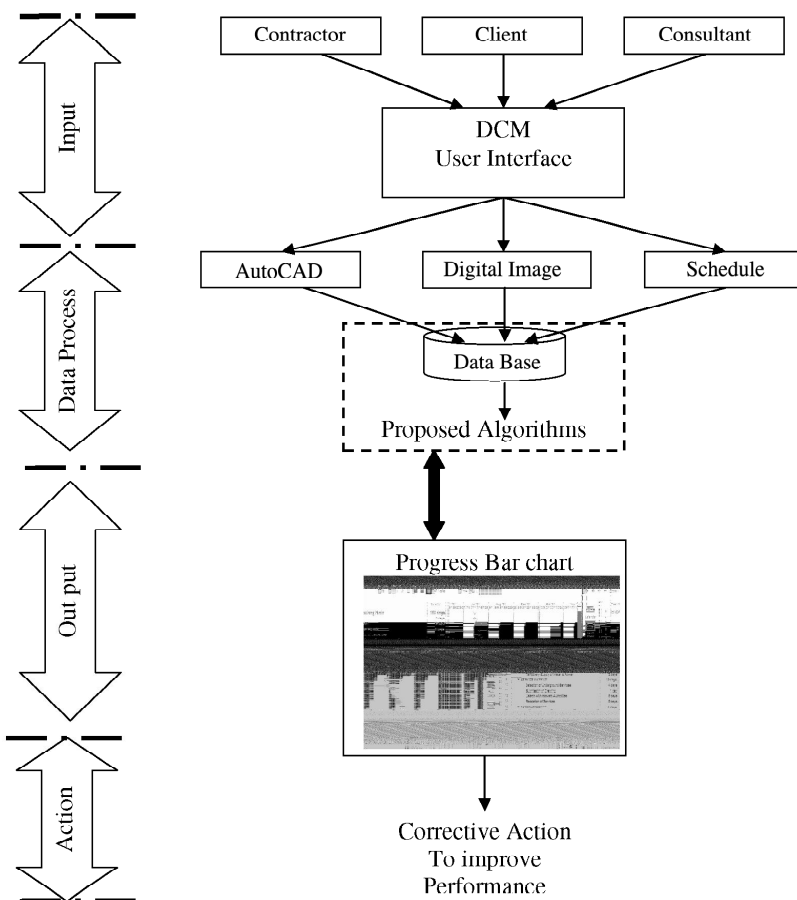 Contractor
Client
Consultant
DCM
User Interface
Input
AutoCAD
Digital Image
Schedule
Data Base
Proposed Algorithms
Data Process
Progress Bar chart
Out put
Corrective Action
To improve
Performance
Action